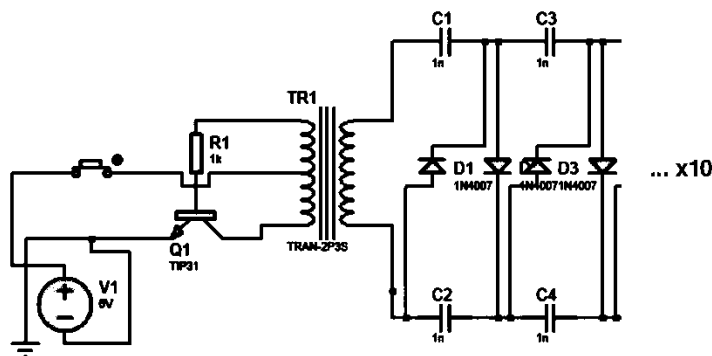 C1
1n
C3
1n
TR1
R1
1k
D1
1N4007
D3
1N4007
1N4007
... x10
Q1
TIP31
TRAN-2P3S
V1
6V
C2
1n
C4
1n